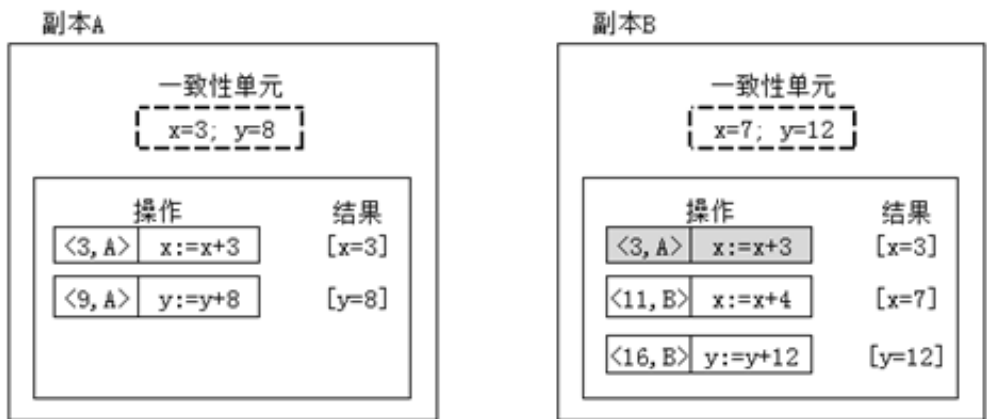 副本A
一致性单元
x=3; y=8
操作 结果
<3,A> x:=x+3 [x=3]
<9,A> y:=y+8 [y=8]
副本B
一致性单元
x=7; y=12
操作 结果
<3,A> x:=x+3 [x=3]
<11,B> x:=x+4 [x=7]
<16,B> y:=y+12 [y=12]